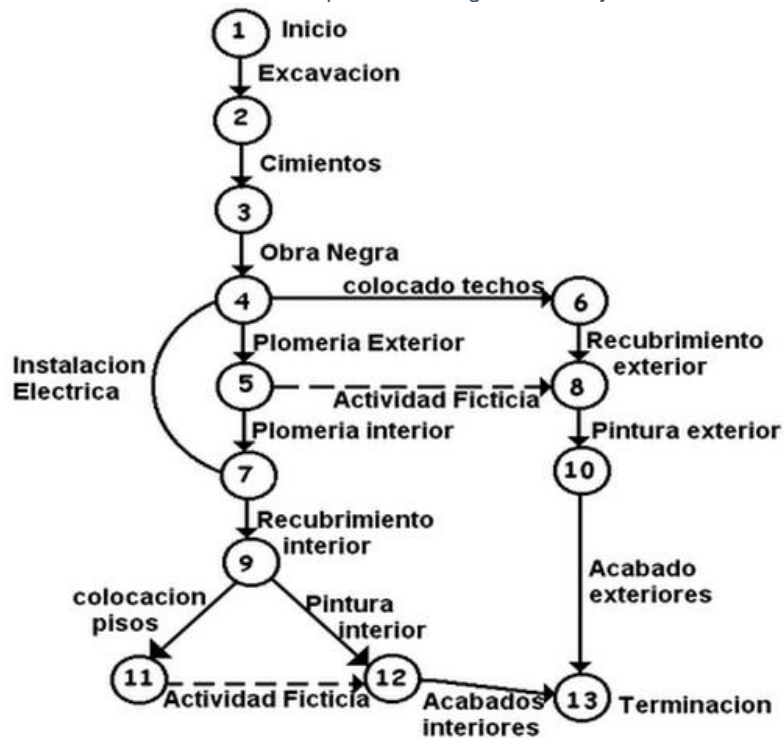 1 Inicio
Excavacion
2
Cimientos
3
Obra Negra
4 colocado techos 6
Plomeria Exterior
Recubrimiento
exterior
Instalacion
Electrica
5 Actividad Ficticia 8
Plomeria interior
Pintura exterior
7 10
Recubrimiento
interior
9
colocacion
pisos
Pintura
interior
Acabado
exteriores
11 Actividad Ficticia 12 Acabados
interiores
13 Terminacion